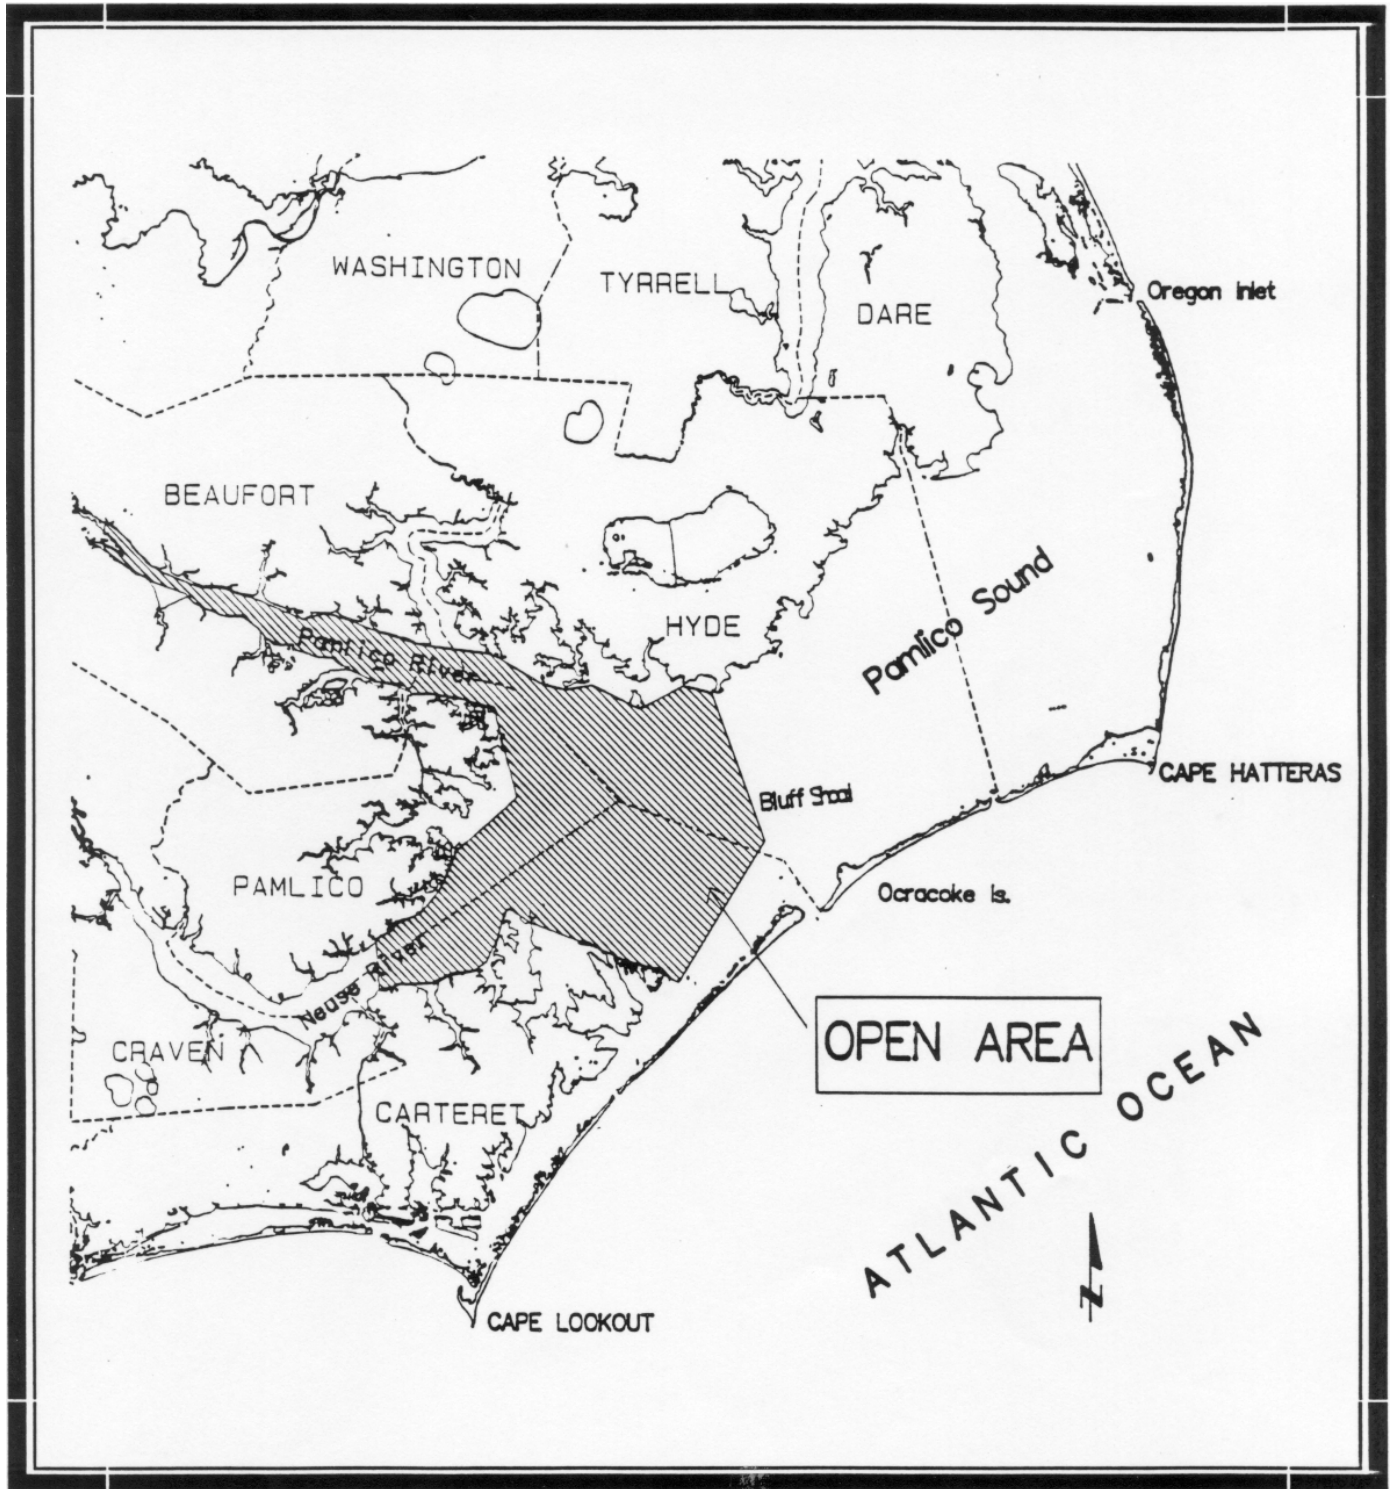 WASHINGTON
TYRRELL
DARE
Oregon Inlet
BEAUFORT
Pamlico Sound
HYDE
Pamlico River
CAPE HATTERAS
Bluff Shoal
PAMLICO
Ocracoke Is.
Neuse River
OPEN AREA
CRAVEN
CARTERET
ATLANTIC OCEAN
N
CAPE LOOKOUT